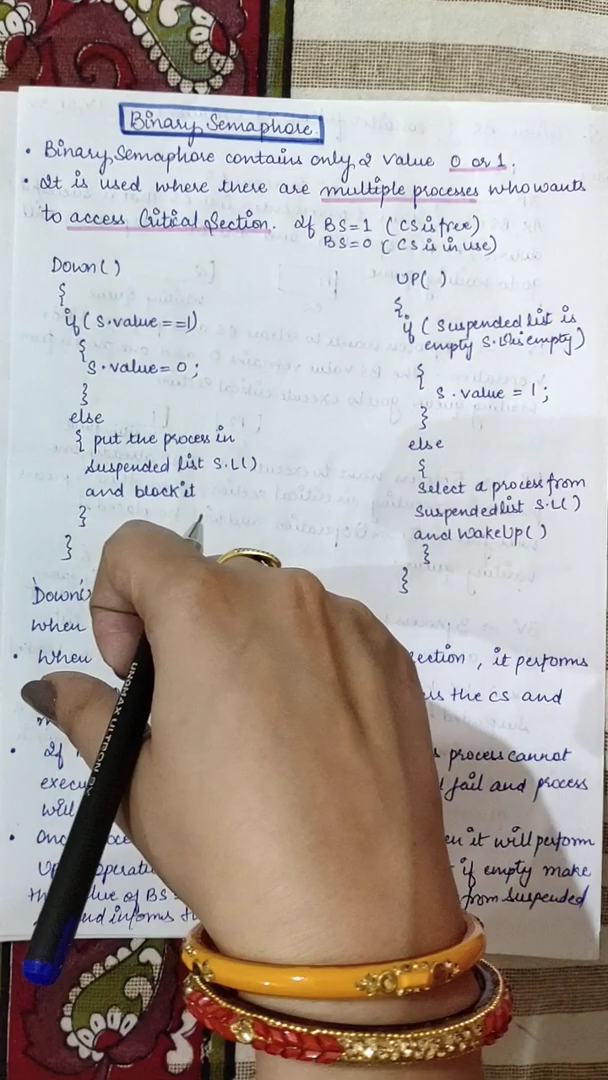 Binary Semaphore.
• Binary Semaphore contains only 2 value 0 or 1.
• It is used where there are multiple processes who wants
to access Critical Section. If BS=1 (CS is free)
BS=0 (CS is in use)
Down()
{
if (S.value ==1)
{
S.value = 0;
}
else
{ put the process in
suspended list S.L()
and block it
}
}
UP( )
{
if ( Suspended list is
empty S.L is empty)
{
S.value = 1;
}
else
{
Select a process from
suspended list S.L()
and wakeup()
}
}
Down()
when
• When section, it performs
the CS and
• If process cannot
fail and process
will
• Once it will perform
Up operation if empty make
the value of BS from suspended
and informs
UNOMAX ULTRON